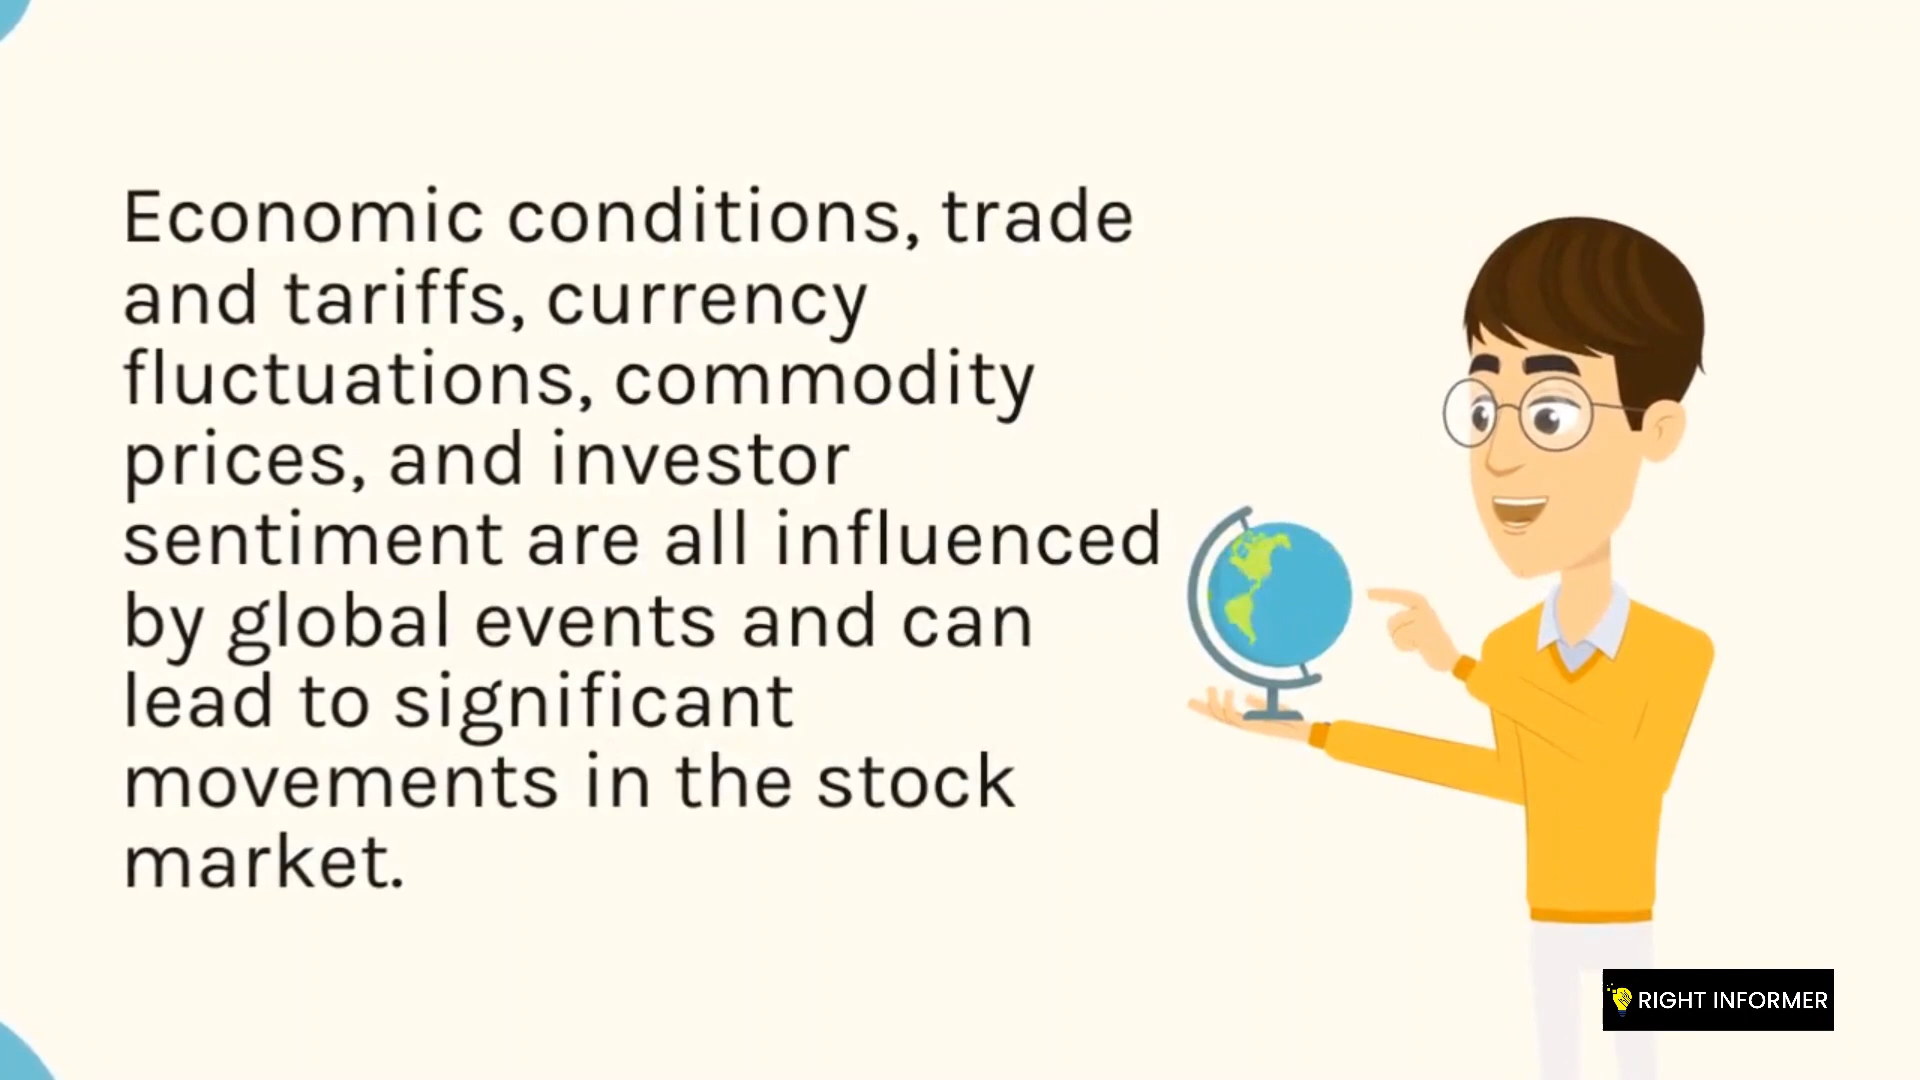 Economic conditions, trade
and tariffs, currency
fluctuations, commodity
prices, and investor
sentiment are all influenced
by global events and can
lead to significant
movements in the stock
market.
RIGHT INFORMER